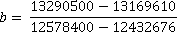 b = 13290500 − 13169610 / 12578400 − 12432676